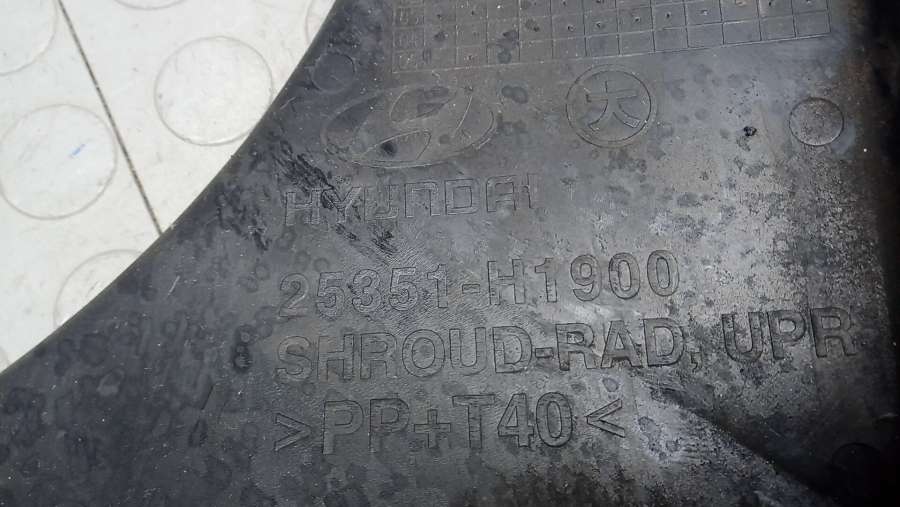 大
HYUNDAI
25351-H1900
SHROUD-RAD, UPR
>PP+T40<